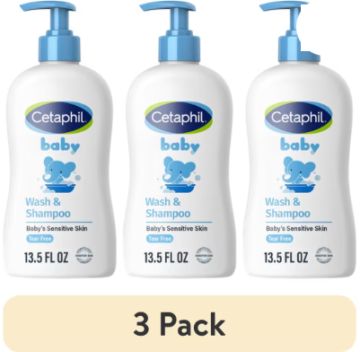 Cetaphil
baby
Wash &
Shampoo
Baby's Sensitive Skin
Tear Free
13.5 FL OZ
Cetaphil
baby
Wash &
Shampoo
Baby's Sensitive Skin
Tear Free
13.5 FL OZ
Cetaphil
baby
Wash &
Shampoo
Baby's Sensitive Skin
Tear Free
13.5 FL OZ
3 Pack